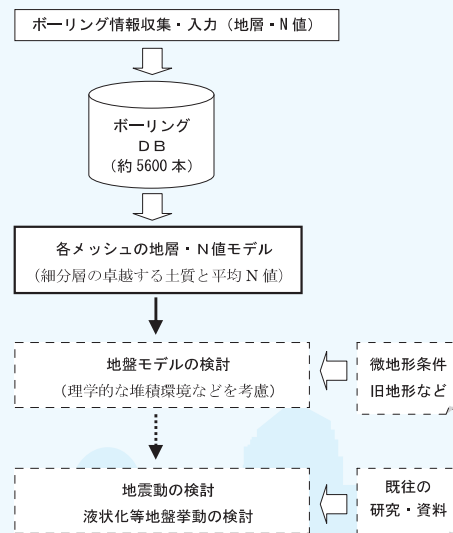 ボーリング情報収集・入力（地層・N値）
ボーリング
DB
（約5600本）
各メッシュの地層・N値モデル
（細分層の卓越する土質と平均N値）
地盤モデルの検討
（理学的な堆積環境などを考慮）
微地形条件
旧地形など
地震動の検討
液状化等地盤挙動の検討
既往の
研究・資料